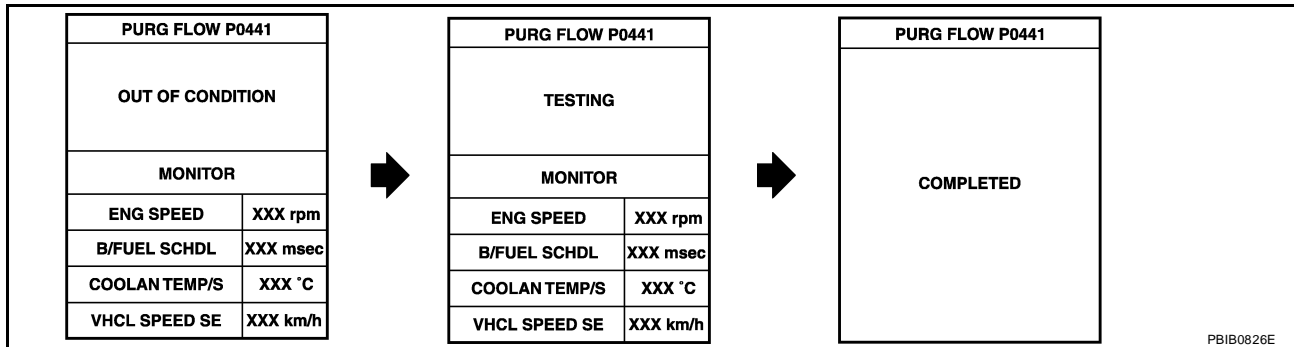 PURG FLOW P0441
OUT OF CONDITION
MONITOR
ENG SPEED XXX rpm
B/FUEL SCHDL XXX msec
COOLAN TEMP/S XXX °C
VHCL SPEED SE XXX km/h
PURG FLOW P0441
TESTING
MONITOR
ENG SPEED XXX rpm
B/FUEL SCHDL XXX msec
COOLAN TEMP/S XXX °C
VHCL SPEED SE XXX km/h
PURG FLOW P0441
COMPLETED
PBIB0826E